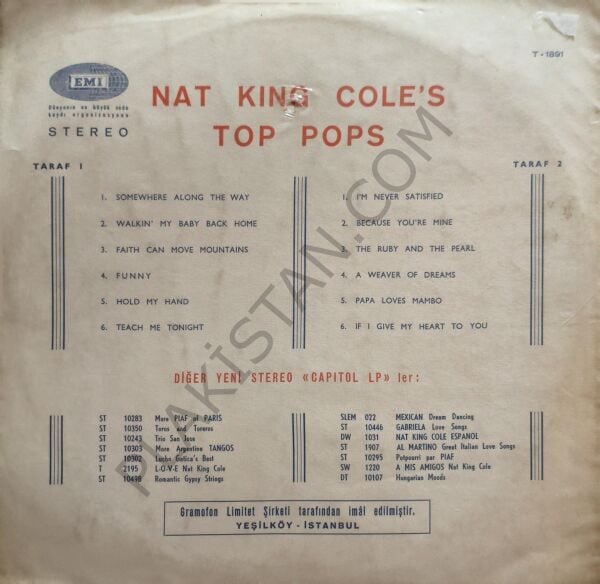 T-1891
EMI
Dünyanın en büyük seda
kaydı organizasyonu
STEREO
NAT KING COLE'S
TOP POPS
TARAF 1
1. SOMEWHERE ALONG THE WAY
2. WALKIN' MY BABY BACK HOME
3. FAITH CAN MOVE MOUNTAINS
4. FUNNY
5. HOLD MY HAND
6. TEACH ME TONIGHT
TARAF 2
1. I'M NEVER SATISFIED
2. BECAUSE YOU'RE MINE
3. THE RUBY AND THE PEARL
4. A WEAVER OF DREAMS
5. PAPA LOVES MAMBO
6. IF I GIVE MY HEART TO YOU
DİĞER YENİ STEREO «CAPITOL LP» ler:
ST 10283 More PIAF of PARIS
ST 10350 Toros and Toreros
ST 10243 Trio San Jose
ST 10303 More Argentine TANGOS
ST 10302 Lucho Gatica's Best
T 2195 L-O-V-E Nat King Cole
ST 10498 Romantic Gypsy Strings
SLEM 022 MEXICAN Dream Dancing
ST 10446 GABRIELA Love Songs
DW 1031 NAT KING COLE ESPANOL
ST 1907 AL MARTINO Great Italian Love Songs
ST 10295 Potpourri par PIAF
SW 1220 A MIS AMIGOS Nat King Cole
DT 10107 Hungarian Moods
Gramofon Limitet Şirketi tarafından imâl edilmiştir.
YEŞİLKÖY - İSTANBUL
PLAKİSTAN.COM